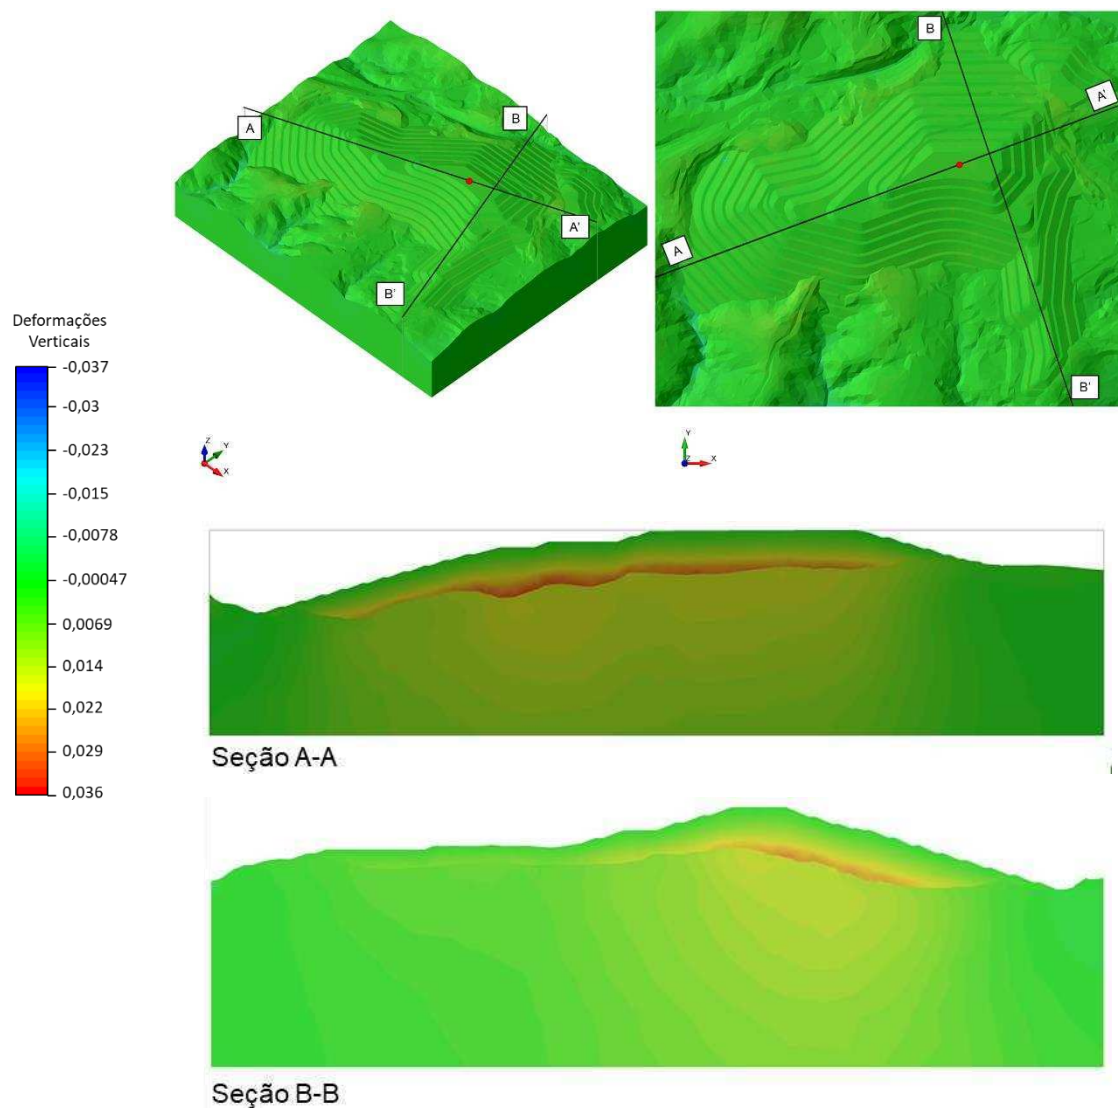 B
A
B
A'
A'
A
B'
B'
Deformações
Verticais
-0,037
-0,03
-0,023
-0,015
-0,0078
-0,00047
0,0069
0,014
0,022
0,029
0,036
Z
Y
X
Y
Z
X
Seção A-A
Seção B-B